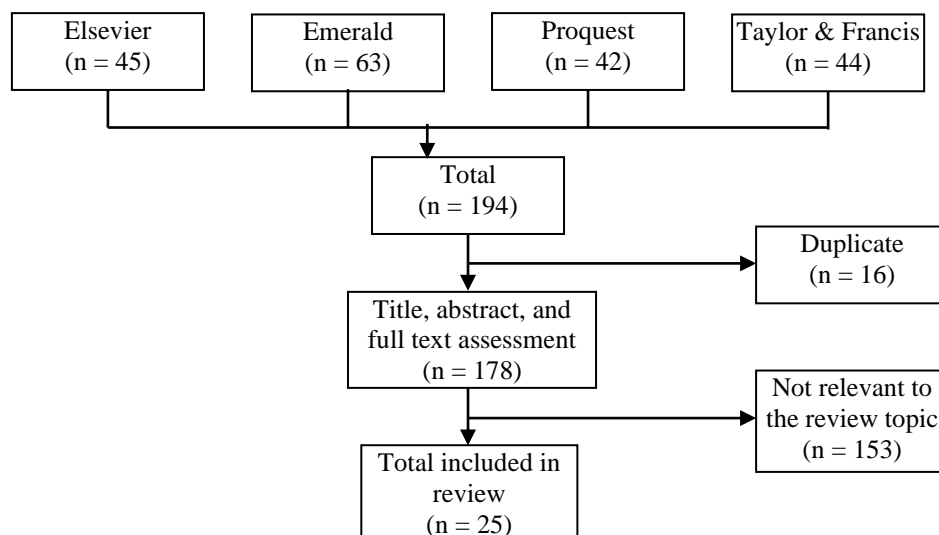 Elsevier
(n = 45)
Emerald
(n = 63)
Proquest
(n = 42)
Taylor & Francis
(n = 44)
Total
(n = 194)
Duplicate
(n = 16)
Title, abstract, and
full text assessment
(n = 178)
Not relevant to
the review topic
(n = 153)
Total included in
review
(n = 25)